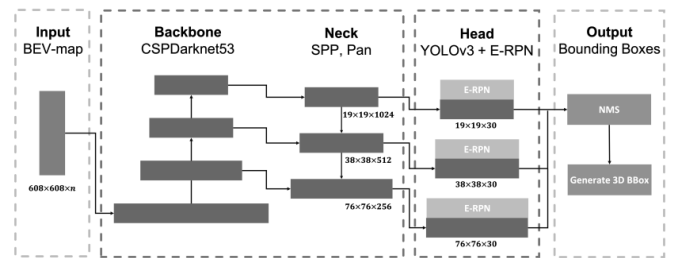 Input
BEV-map
608×608×n
Backbone
CSPDarknet53
Neck
SPP, Pan
19×19×1024
38×38×512
76×76×256
Head
YOLOv3 + E-RPN
E-RPN
19×19×30
E-RPN
38×38×30
E-RPN
76×76×30
Output
Bounding Boxes
NMS
Generate 3D BBox